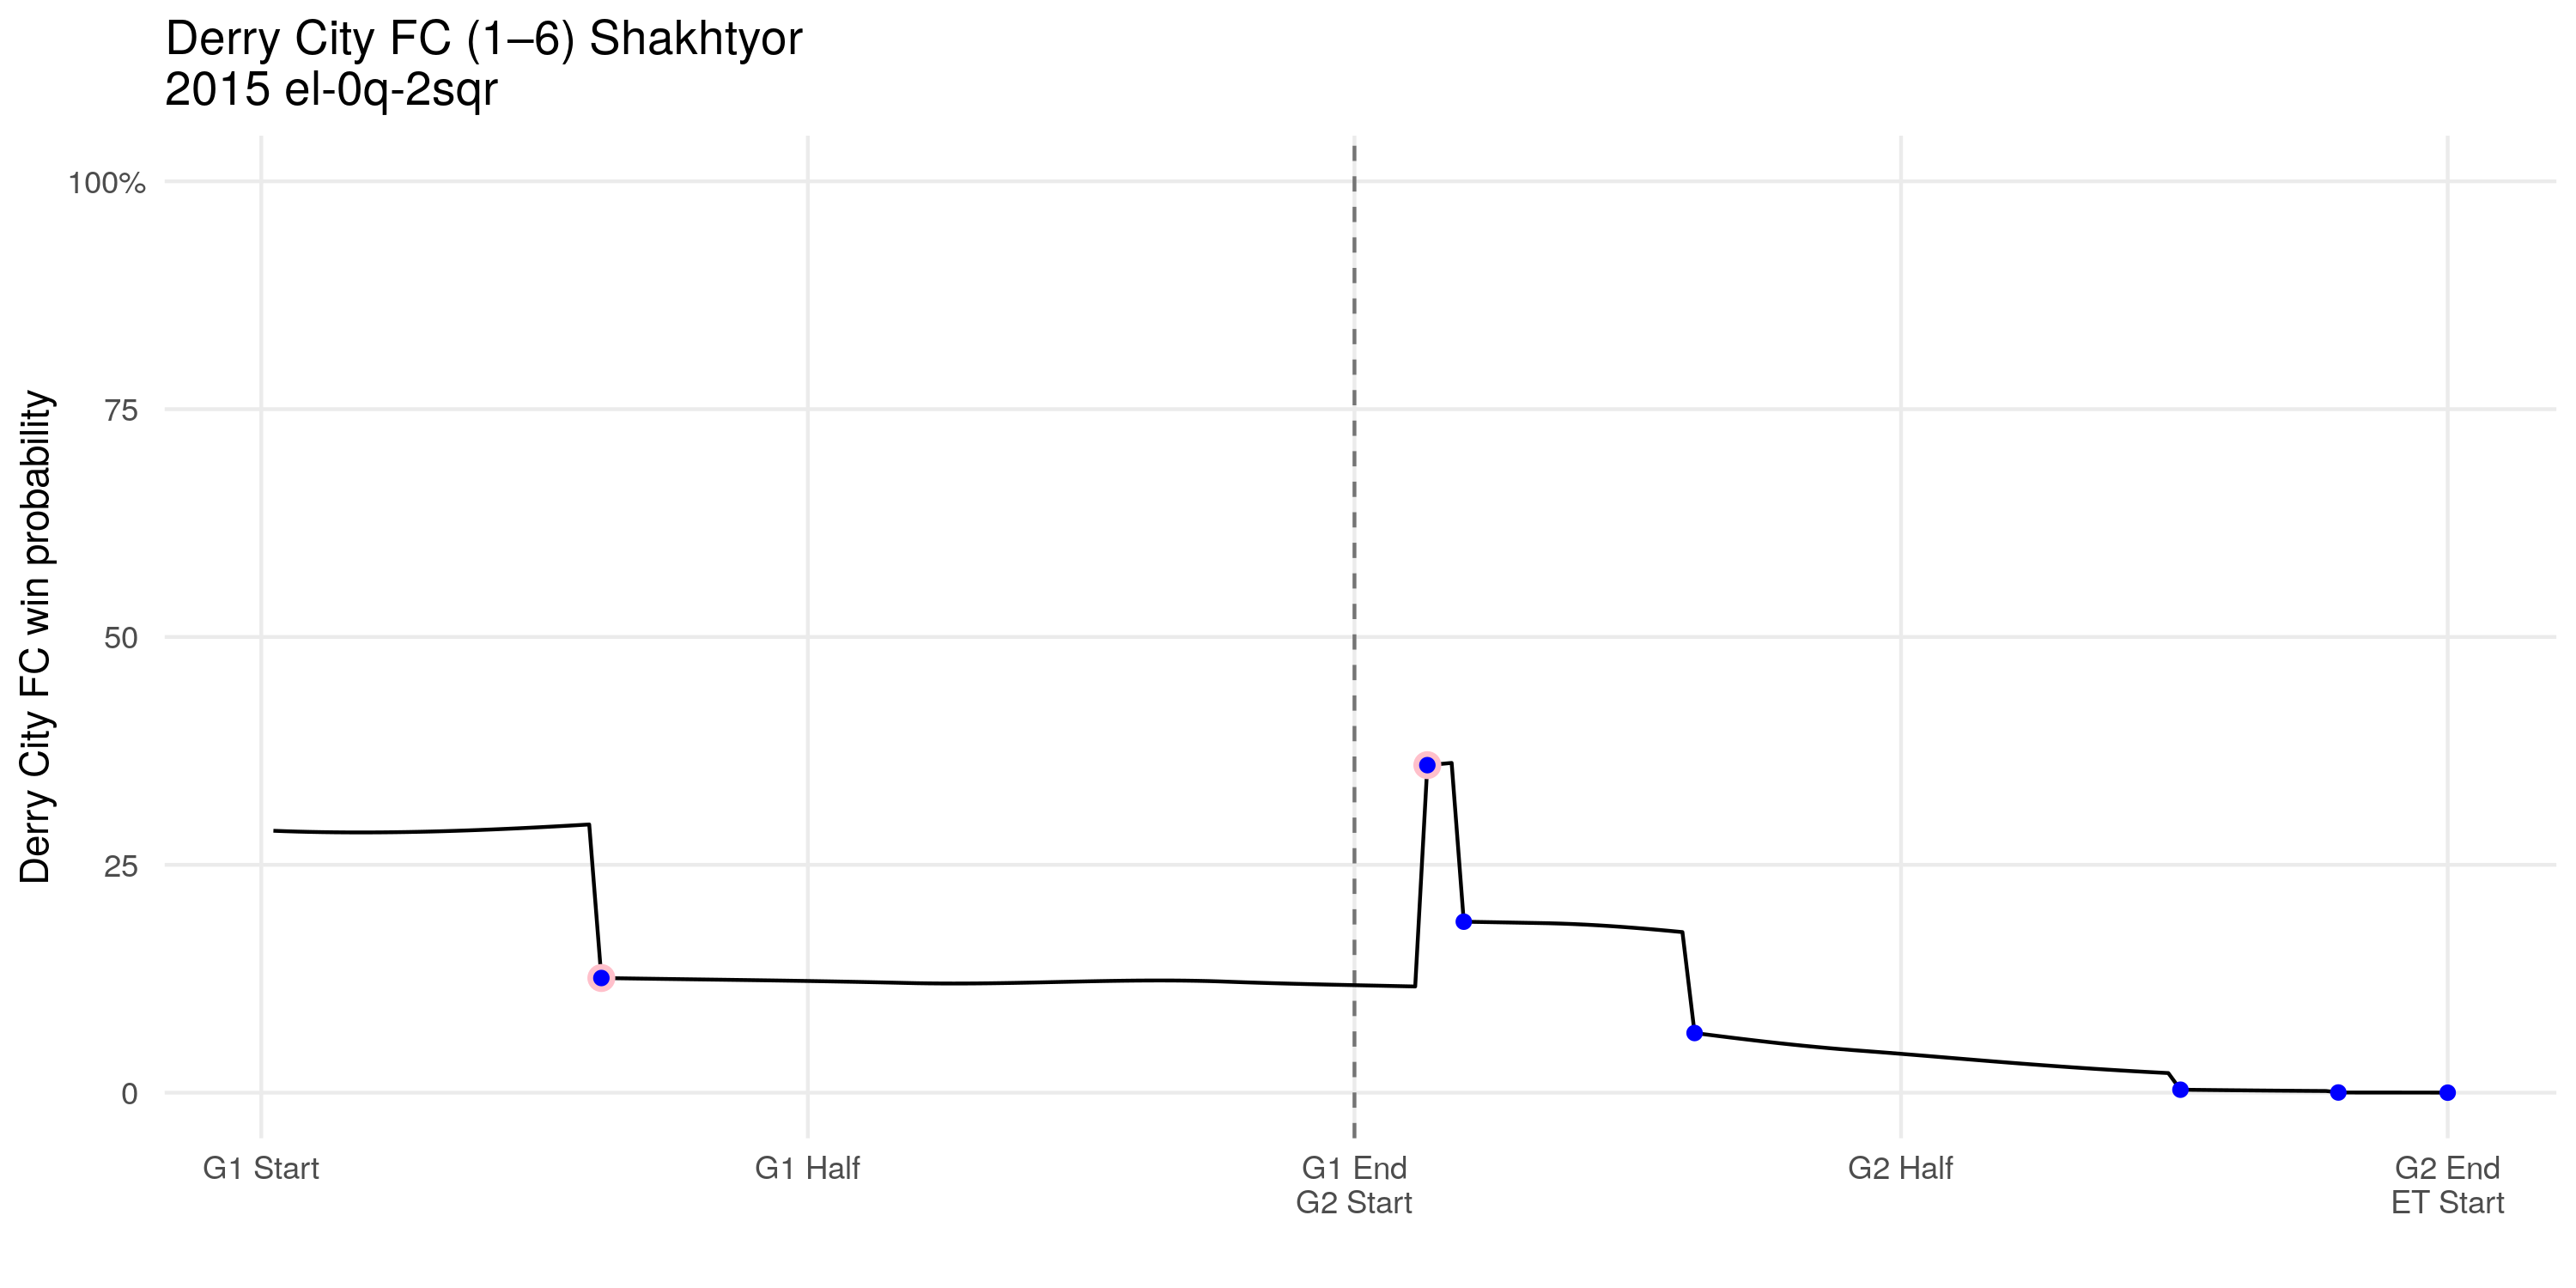 Derry City FC (1–6) Shakhtyor
2015 el-0q-2sqr
Derry City FC win probability
100%
75
50
25
0
G1 Start
G1 Half
G1 End
G2 Start
G2 Half
G2 End
ET Start